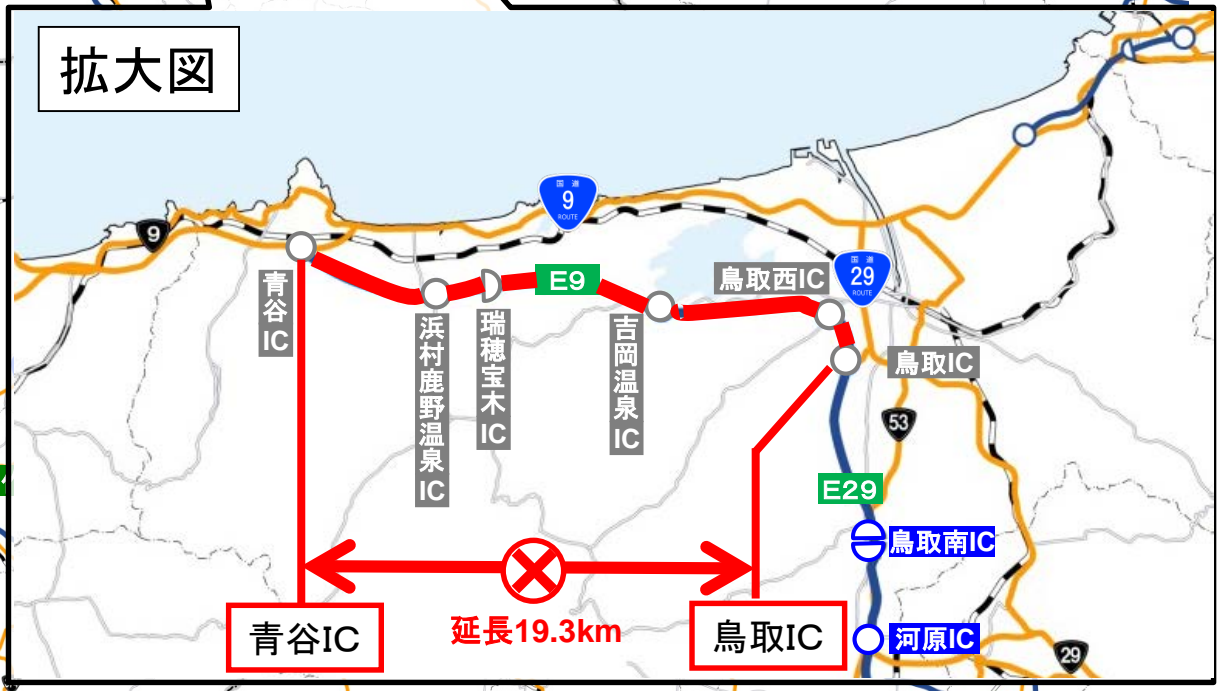 拡大図
国道
9
ROUTE
9
国道
29
ROUTE
E9
鳥取西IC
青谷IC
浜村鹿野温泉IC
瑞穂宝木IC
吉岡温泉IC
鳥取IC
53
E29
鳥取南IC
青谷IC
延長19.3km
鳥取IC
河原IC
29